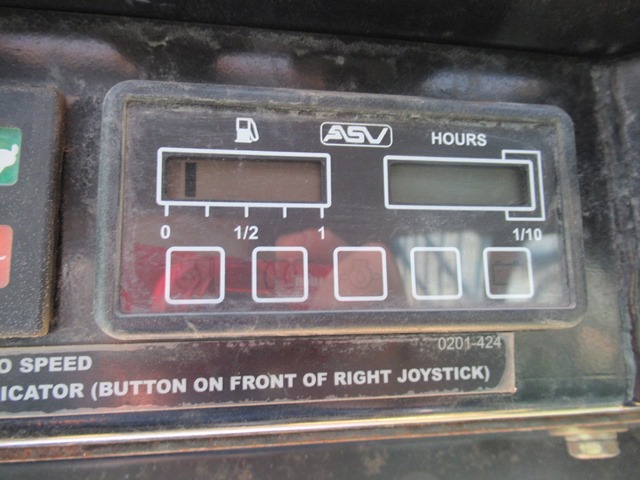 ASV
HOURS
0 1/2 1
1/10
0201-424
O SPEED
ICATOR (BUTTON ON FRONT OF RIGHT JOYSTICK)